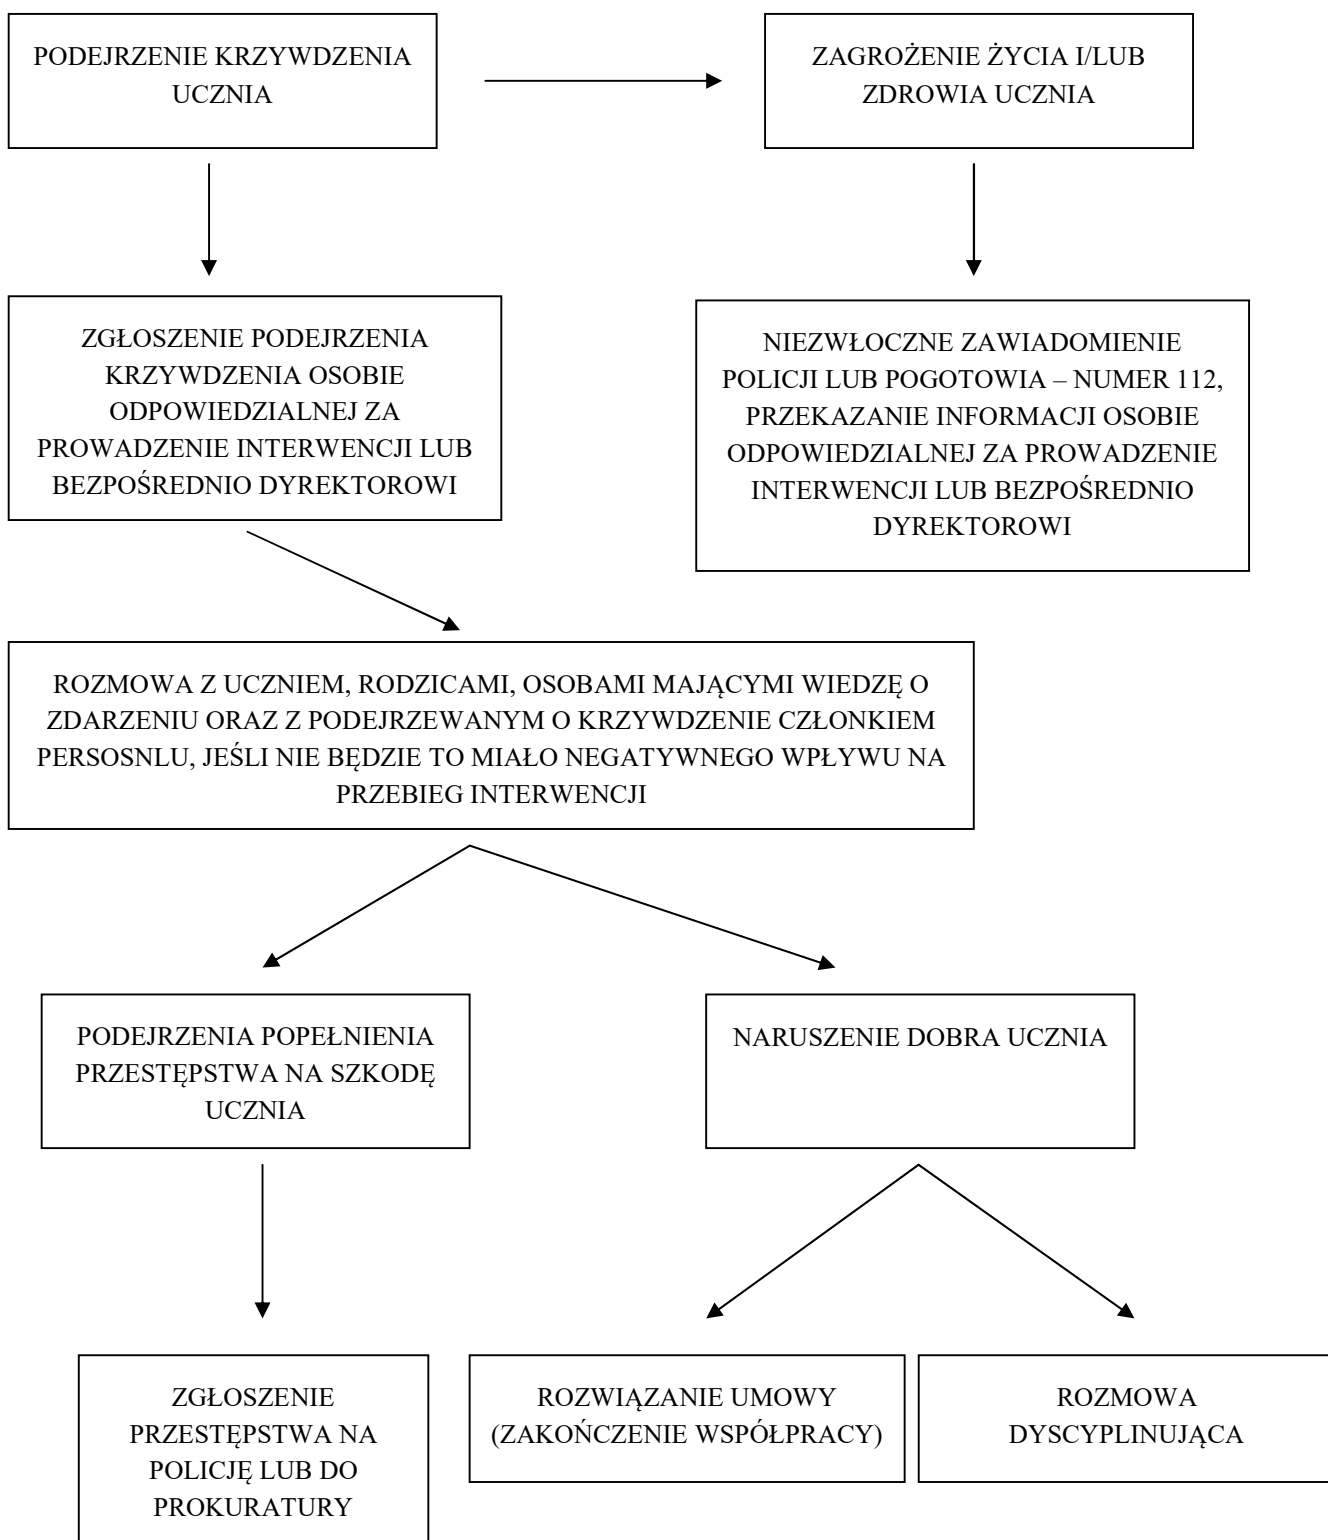 PODEJRZENIE KRZYWDZENIA
UCZNIA
ZAGROŻENIE ŻYCIA I/LUB
ZDROWIA UCZNIA
ZGŁOSZENIE PODEJRZENIA
KRZYWDZENIA OSOBIE
ODPOWIEDZIALNEJ ZA
PROWADZENIE INTERWENCJI LUB
BEZPOŚREDNIO DYREKTOROWI
NIEZWŁOCZNE ZAWIADOMIENIE
POLICJI LUB POGOTOWIA – NUMER 112,
PRZEKAZANIE INFORMACJI OSOBIE
ODPOWIEDZIALNEJ ZA PROWADZENIE
INTERWENCJI LUB BEZPOŚREDNIO
DYREKTOROWI
ROZMOWA Z UCZNIEM, RODZICAMI, OSOBAMI MAJĄCYMI WIEDZĘ O
ZDARZENIU ORAZ Z PODEJRZEWANYM O KRZYWDZENIE CZŁONKIEM
PERSOSNLU, JEŚLI NIE BĘDZIE TO MIAŁO NEGATYWNEGO WPŁYWU NA
PRZEBIEG INTERWENCJI
PODEJRZENIA POPEŁNIENIA
PRZESTĘPSTWA NA SZKODĘ
UCZNIA
NARUSZENIE DOBRA UCZNIA
ZGŁOSZENIE
PRZESTĘPSTWA NA
POLICJĘ LUB DO
PROKURATURY
ROZWIĄZANIE UMOWY
(ZAKOŃCZENIE WSPÓŁPRACY)
ROZMOWA
DYSCYPLINUJĄCA